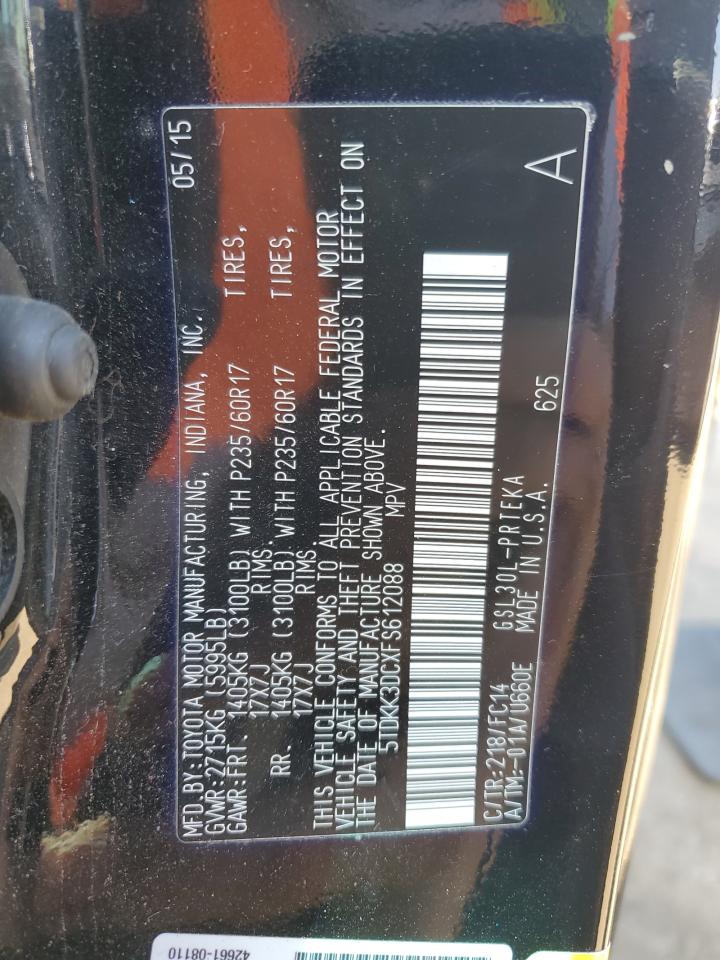 MFD.BY:TOYOTA MOTOR MANUFACTURING, INDIANA, INC. 05/15
GVWR:2715KG (5995LB)
GAWR:FRT. 1405KG (3100LB) WITH P235/60R17 TIRES,
17X7J RIMS.
RR. 1405KG (3100LB) WITH P235/60R17 TIRES,
17X7J RIMS.
THIS VEHICLE CONFORMS TO ALL APPLICABLE FEDERAL MOTOR
VEHICLE SAFETY AND THEFT PREVENTION STANDARDS IN EFFECT ON
THE DATE OF MANUFACTURE SHOWN ABOVE.
5TDKK3DCXFS612088 MPV
C/TR:218/FC14 GSL30L-PRTEKA 625 A
A/TM:-01A/U660E MADE IN U.S.A.
42661-08110